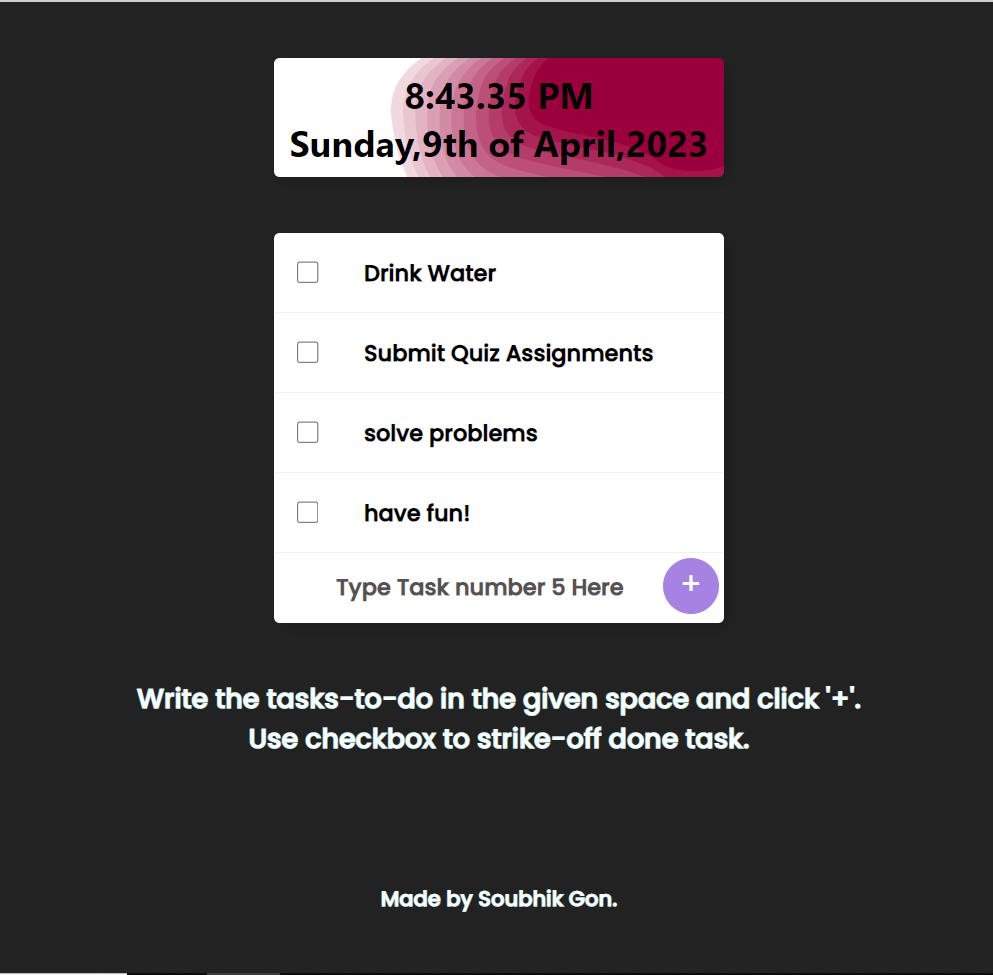 8:43.35 PM
Sunday,9th of April,2023
Drink Water
Submit Quiz Assignments
solve problems
have fun!
Type Task number 5 Here
+
Write the tasks-to-do in the given space and click '+'.
Use checkbox to strike-off done task.
Made by Soubhik Gon.